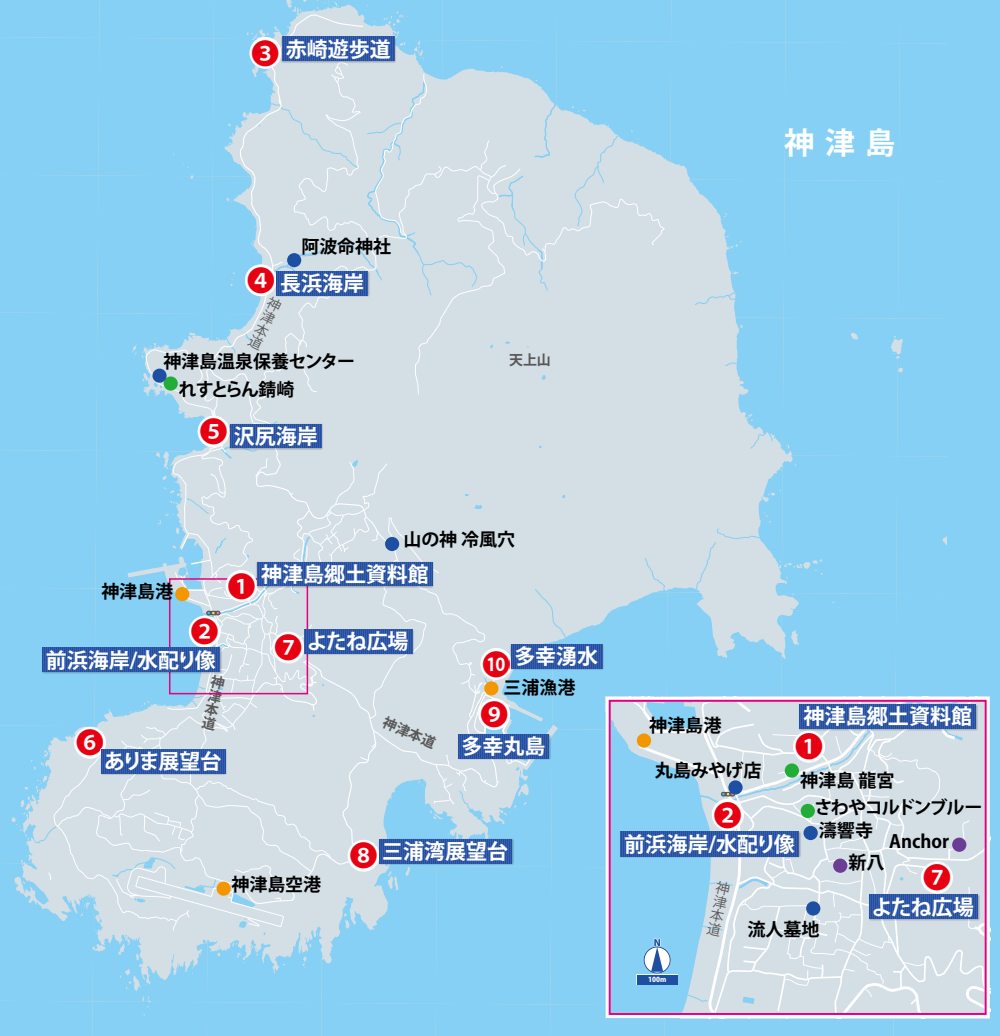 3 赤崎遊歩道
神津島
阿波命神社
4 長浜海岸
神津本道
天上山
神津島温泉保養センター
れすとらん錆崎
5 沢尻海岸
山の神 冷風穴
1 神津島郷土資料館
神津島港
2 前浜海岸/水配り像
7 よたね広場
10 多幸湧水
三浦漁港
9 多幸丸島
神津本道
神津本道
6 ありま展望台
8 三浦湾展望台
神津島空港
神津島港
神津島郷土資料館
1
丸島みやげ店
神津島 龍宮
さわやコルドンブルー
2
前浜海岸/水配り像
濤響寺
Anchor
新八
7
よたね広場
神津本道
流人墓地
N
100m